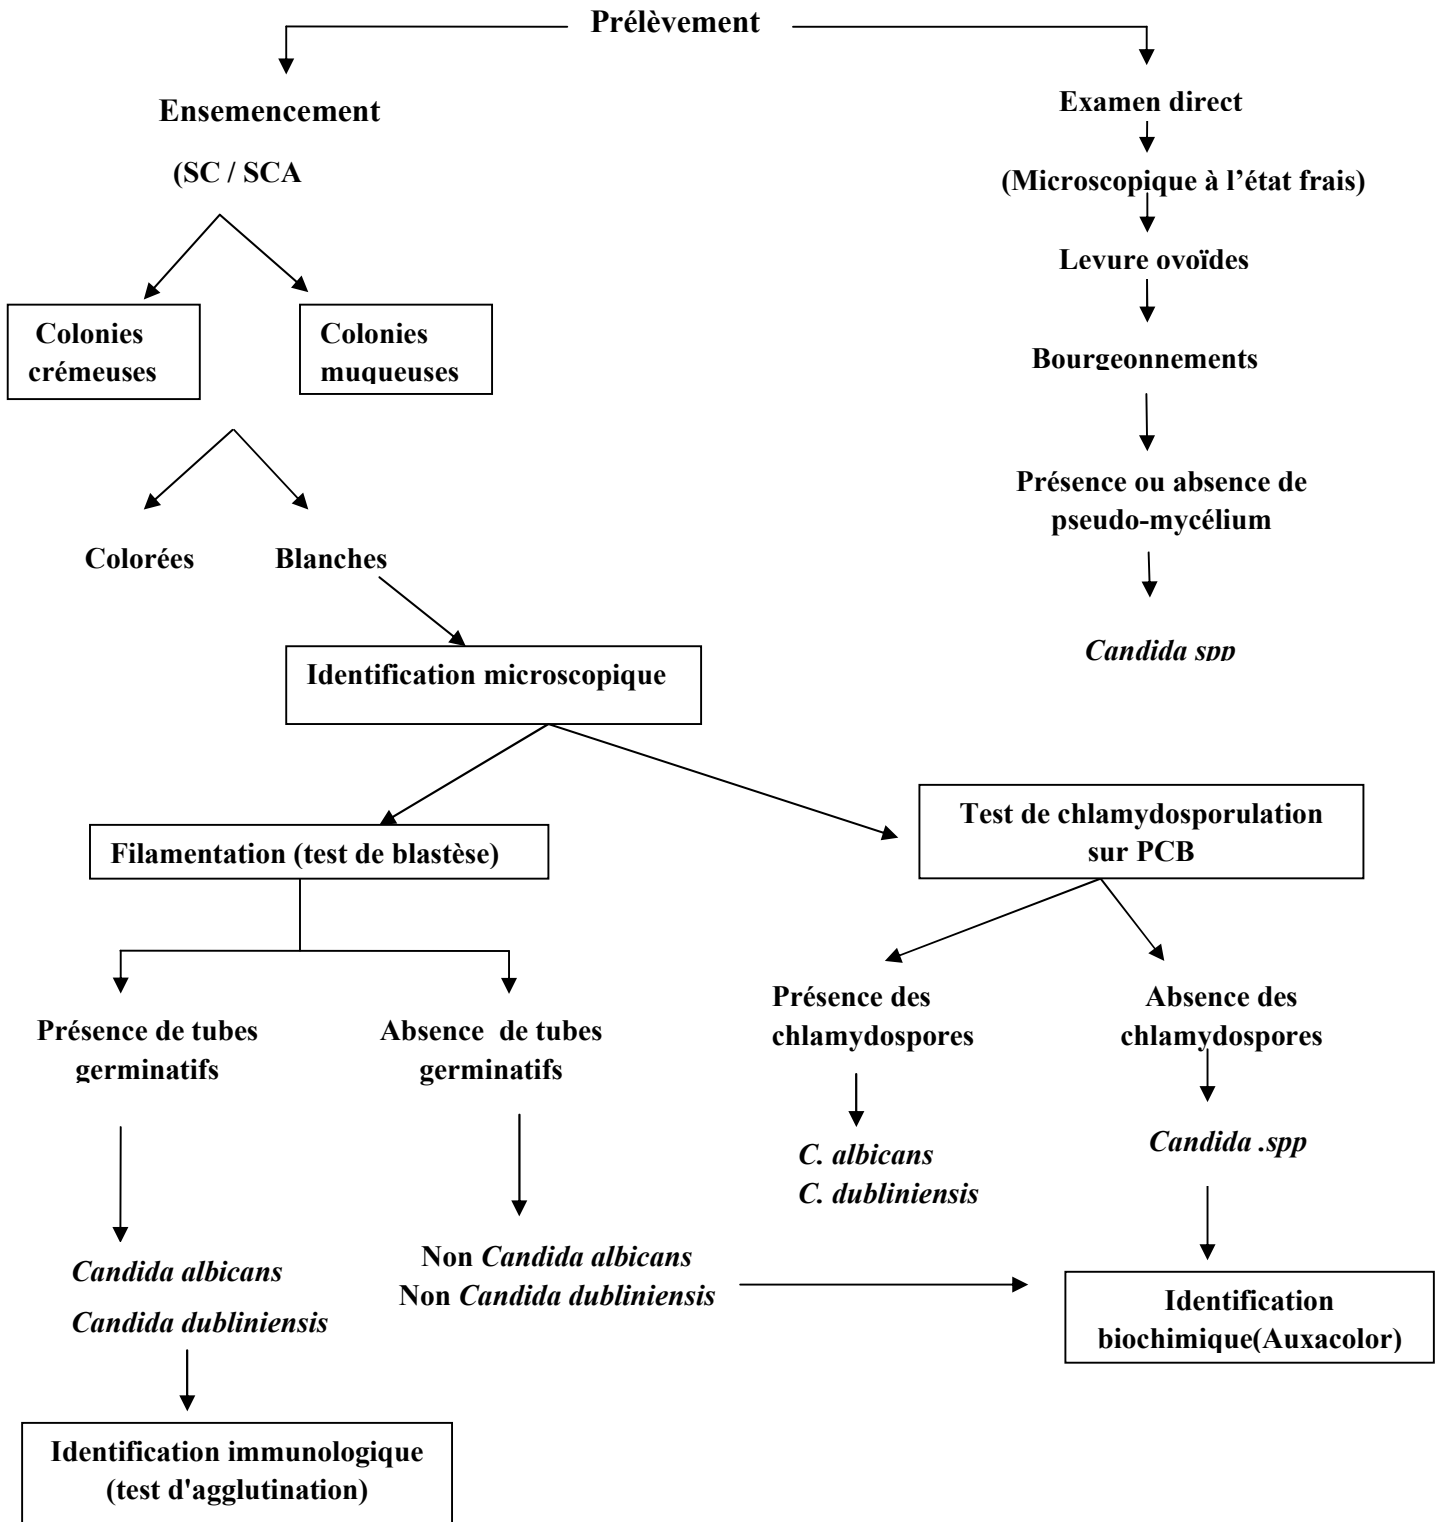 Prélèvement
Ensemencement
(SC / SCA
Examen direct
(Microscopique à l’état frais)
Levure ovoïdes
Colonies
crémeuses
Colonies
muqueuses
Bourgeonnements
Présence ou absence de
pseudo-mycélium
Colorées
Blanches
Candida spp
Identification microscopique
Filamentation (test de blastèse)
Test de chlamydosporulation
sur PCB
Présence de tubes
germinatifs
Absence de tubes
germinatifs
Présence des
chlamydospores
Absence des
chlamydospores
C. albicans
C. dubliniensis
Candida .spp
Candida albicans
Candida dubliniensis
Non Candida albicans
Non Candida dubliniensis
Identification
biochimique(Auxacolor)
Identification immunologique
(test d'agglutination)